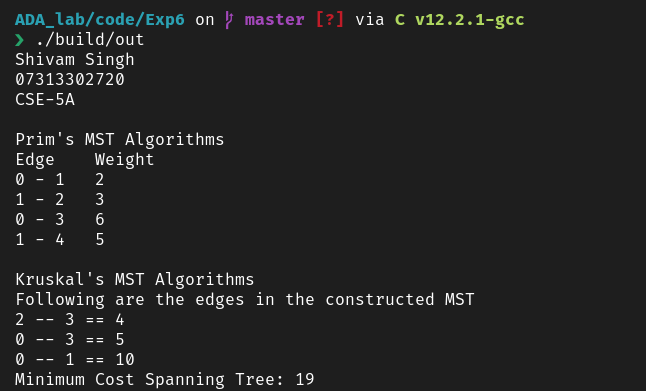 ADA_lab/code/Exp6 on master [?] via C v12.2.1-gcc
❯ ./build/out
Shivam Singh
07313302720
CSE-5A
Prim's MST Algorithms
Edge    Weight
0 - 1   2
1 - 2   3
0 - 3   6
1 - 4   5
Kruskal's MST Algorithms
Following are the edges in the constructed MST
2 -- 3 == 4
0 -- 3 == 5
0 -- 1 == 10
Minimum Cost Spanning Tree: 19